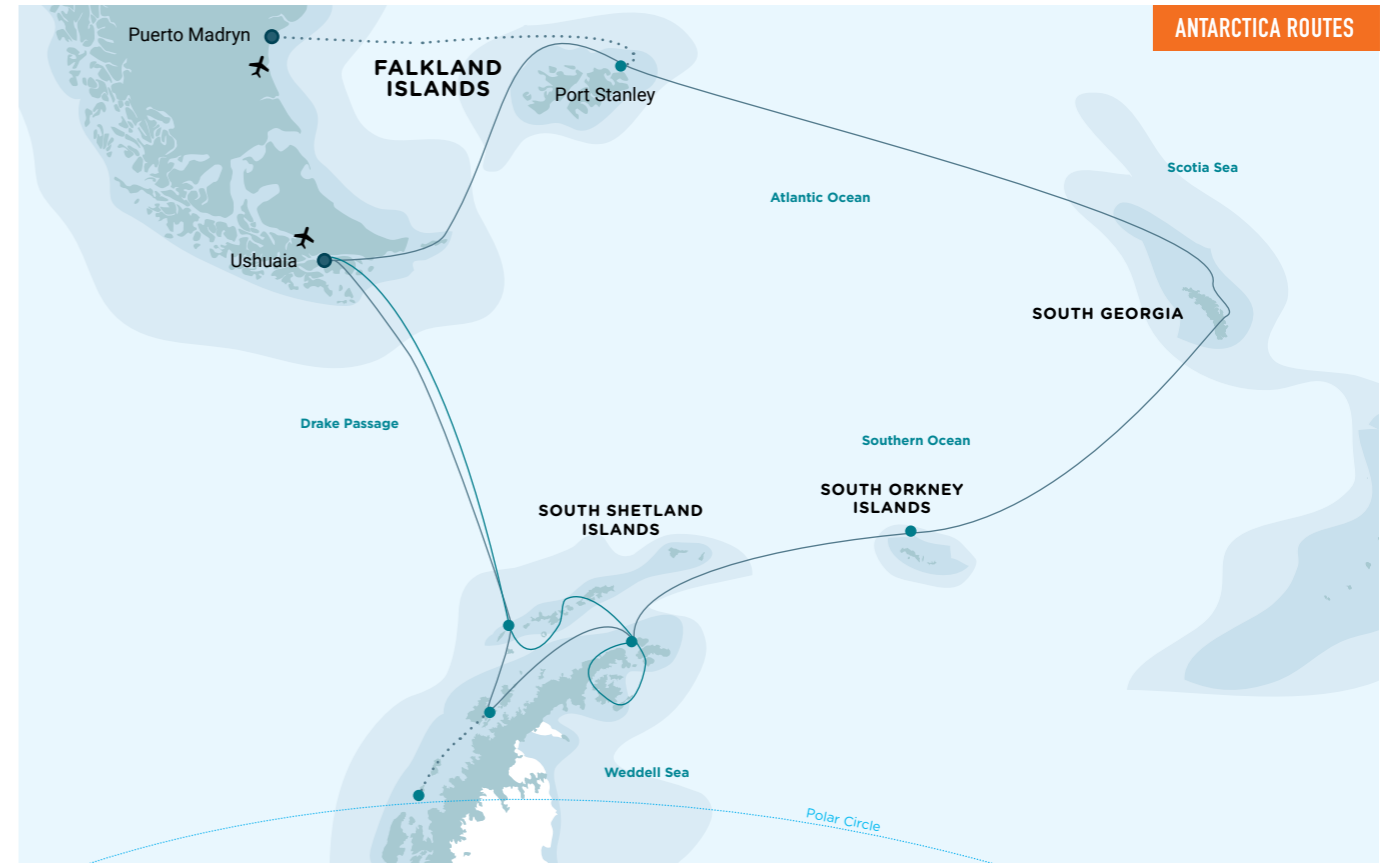 ANTARCTICA ROUTES
Puerto Madryn
FALKLAND
ISLANDS
Port Stanley
Scotia Sea
Atlantic Ocean
Ushuaia
SOUTH GEORGIA
Drake Passage
Southern Ocean
SOUTH ORKNEY
ISLANDS
SOUTH SHETLAND
ISLANDS
Weddell Sea
Polar Circle